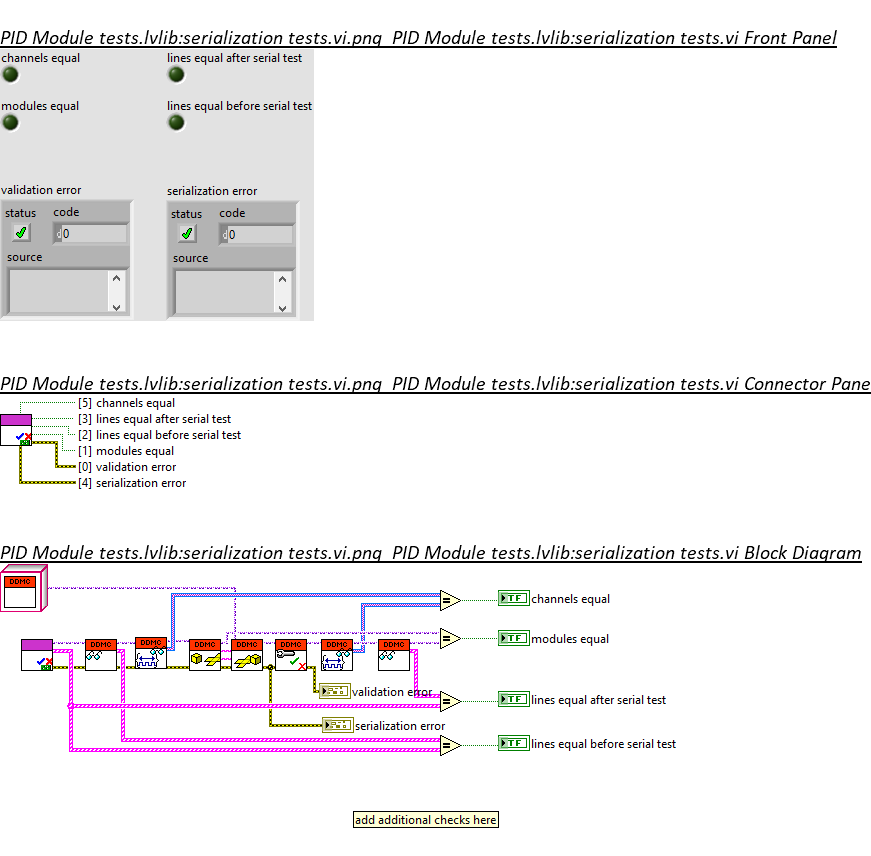 PID Module tests.lvlib:serialization tests.vi.png  PID Module tests.lvlib:serialization tests.vi Front Panel
channels equal
lines equal after serial test
modules equal
lines equal before serial test
validation error
serialization error
status code
status code
d 0
d 0
source
source
PID Module tests.lvlib:serialization tests.vi.png  PID Module tests.lvlib:serialization tests.vi Connector Pane
[5] channels equal
[3] lines equal after serial test
[2] lines equal before serial test
[1] modules equal
[0] validation error
[4] serialization error
PID Module tests.lvlib:serialization tests.vi.png  PID Module tests.lvlib:serialization tests.vi Block Diagram
DDMC
= TF channels equal
= TF modules equal
DDMC DDMC DDMC DDMC DDMC DDMC DDMC
validation error
= TF lines equal after serial test
serialization error
= TF lines equal before serial test
add additional checks here